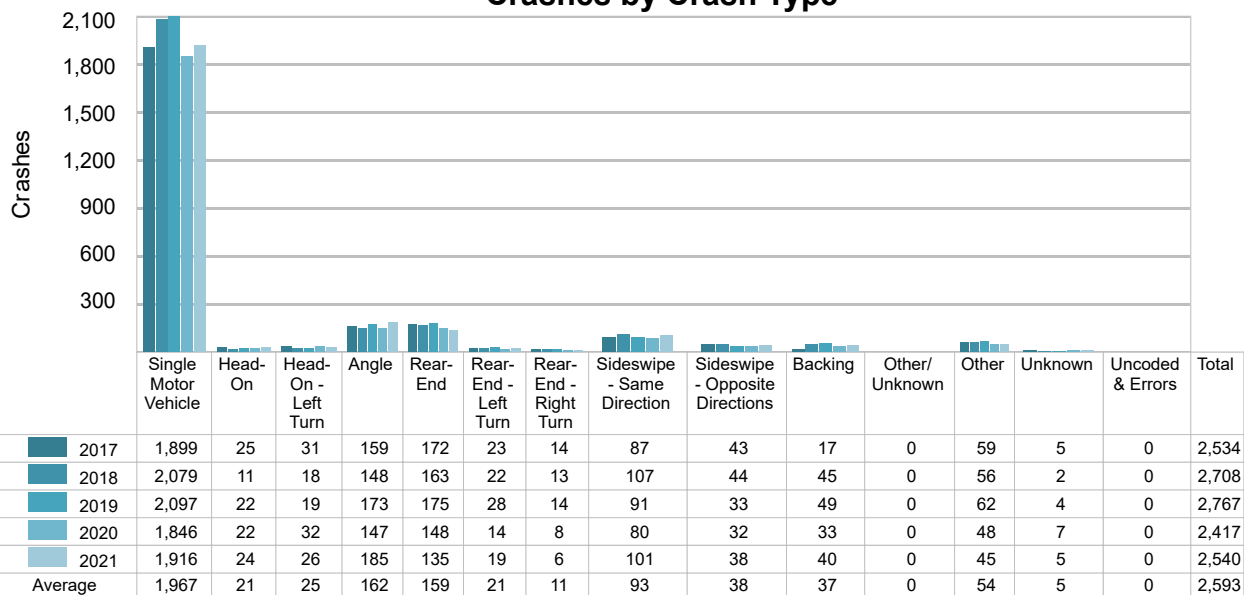 Crashes by Crash Type
2,100
1,800
1,500
1,200
900
600
300
Crashes
Single Motor Vehicle
Head-On
Head-On - Left Turn
Angle
Rear-End
Rear-End - Left Turn
Rear-End - Right Turn
Sideswipe - Same Direction
Sideswipe - Opposite Directions
Backing
Other/ Unknown
Other
Unknown
Uncoded & Errors
Total
2017 1,899 25 31 159 172 23 14 87 43 17 0 59 5 0 2,534
2018 2,079 11 18 148 163 22 13 107 44 45 0 56 2 0 2,708
2019 2,097 22 19 173 175 28 14 91 33 49 0 62 4 0 2,767
2020 1,846 22 32 147 148 14 8 80 32 33 0 48 7 0 2,417
2021 1,916 24 26 185 135 19 6 101 38 40 0 45 5 0 2,540
Average 1,967 21 25 162 159 21 11 93 38 37 0 54 5 0 2,593